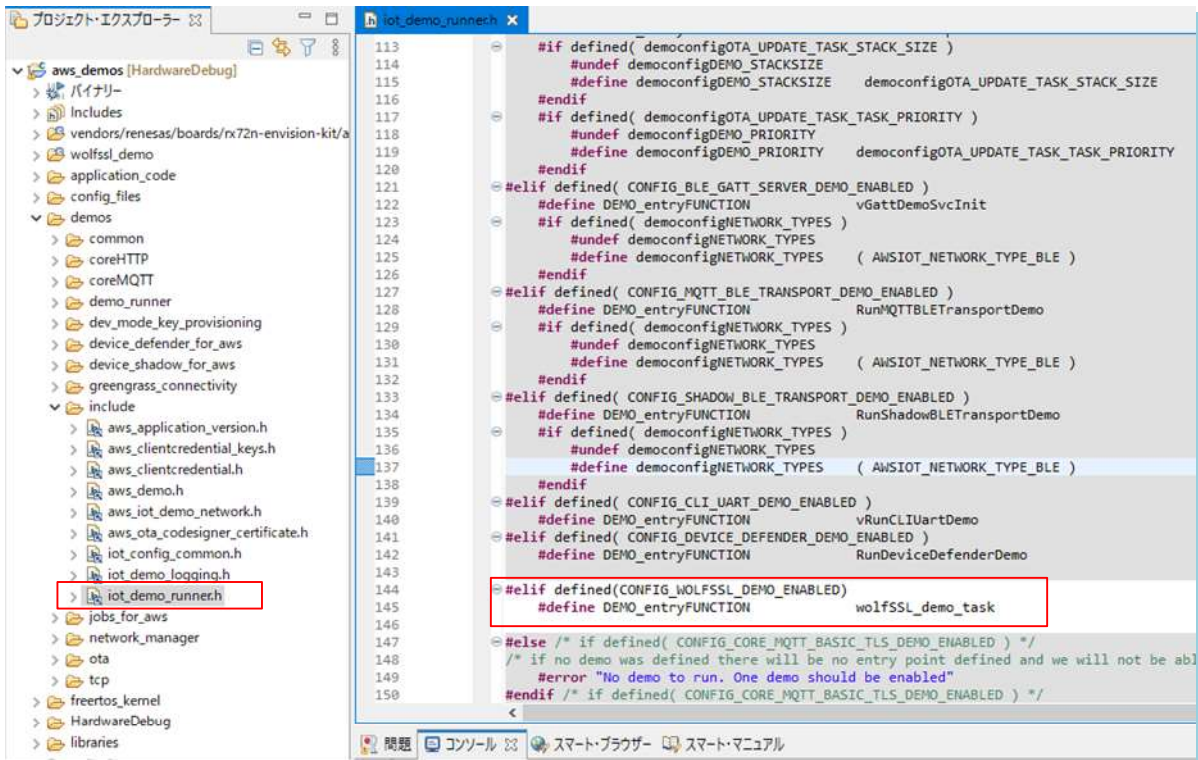 プロジェクト・エクスプローラー
aws_demos [HardwareDebug]
バイナリー
Includes
vendors/renesas/boards/rx72n-envision-kit/a
wolfssl_demo
application_code
config_files
demos
common
coreHTTP
coreMQTT
demo_runner
dev_mode_key_provisioning
device_defender_for_aws
device_shadow_for_aws
greengrass_connectivity
include
aws_application_version.h
aws_clientcredential_keys.h
aws_clientcredential.h
aws_demo.h
aws_iot_demo_network.h
aws_ota_codesigner_certificate.h
iot_config_common.h
iot_demo_logging.h
iot_demo_runner.h
jobs_for_aws
network_manager
ota
tcp
freertos_kernel
HardwareDebug
libraries
iot_demo_runner.h
113 #if defined( democonfigOTA_UPDATE_TASK_STACK_SIZE )
114 #undef democonfigDEMO_STACKSIZE
115 #define democonfigDEMO_STACKSIZE democonfigOTA_UPDATE_TASK_STACK_SIZE
116 #endif
117 #if defined( democonfigOTA_UPDATE_TASK_TASK_PRIORITY )
118 #undef democonfigDEMO_PRIORITY
119 #define democonfigDEMO_PRIORITY democonfigOTA_UPDATE_TASK_TASK_PRIORITY
120 #endif
121 #elif defined( CONFIG_BLE_GATT_SERVER_DEMO_ENABLED )
122 #define DEMO_entryFUNCTION vGattDemoSvcInit
123 #if defined( democonfigNETWORK_TYPES )
124 #undef democonfigNETWORK_TYPES
125 #define democonfigNETWORK_TYPES ( AWSIOT_NETWORK_TYPE_BLE )
126 #endif
127 #elif defined( CONFIG_MQTT_BLE_TRANSPORT_DEMO_ENABLED )
128 #define DEMO_entryFUNCTION RunMQTTBLETransportDemo
129 #if defined( democonfigNETWORK_TYPES )
130 #undef democonfigNETWORK_TYPES
131 #define democonfigNETWORK_TYPES ( AWSIOT_NETWORK_TYPE_BLE )
132 #endif
133 #elif defined( CONFIG_SHADOW_BLE_TRANSPORT_DEMO_ENABLED )
134 #define DEMO_entryFUNCTION RunShadowBLETransportDemo
135 #if defined( democonfigNETWORK_TYPES )
136 #undef democonfigNETWORK_TYPES
137 #define democonfigNETWORK_TYPES ( AWSIOT_NETWORK_TYPE_BLE )
138 #endif
139 #elif defined( CONFIG_CLI_UART_DEMO_ENABLED )
140 #define DEMO_entryFUNCTION vRunCLIUartDemo
141 #elif defined( CONFIG_DEVICE_DEFENDER_DEMO_ENABLED )
142 #define DEMO_entryFUNCTION RunDeviceDefenderDemo
143
144 #elif defined(CONFIG_WOLFSSL_DEMO_ENABLED)
145 #define DEMO_entryFUNCTION wolfSSL_demo_task
146
147 #else /* if defined( CONFIG_CORE_MQTT_BASIC_TLS_DEMO_ENABLED ) */
148 /* if no demo was defined there will be no entry point defined and we will not be abl
149 #error "No demo to run. One demo should be enabled"
150 #endif /* if defined( CONFIG_CORE_MQTT_BASIC_TLS_DEMO_ENABLED ) */
問題 コンソール スマート・ブラウザー スマート・マニュアル